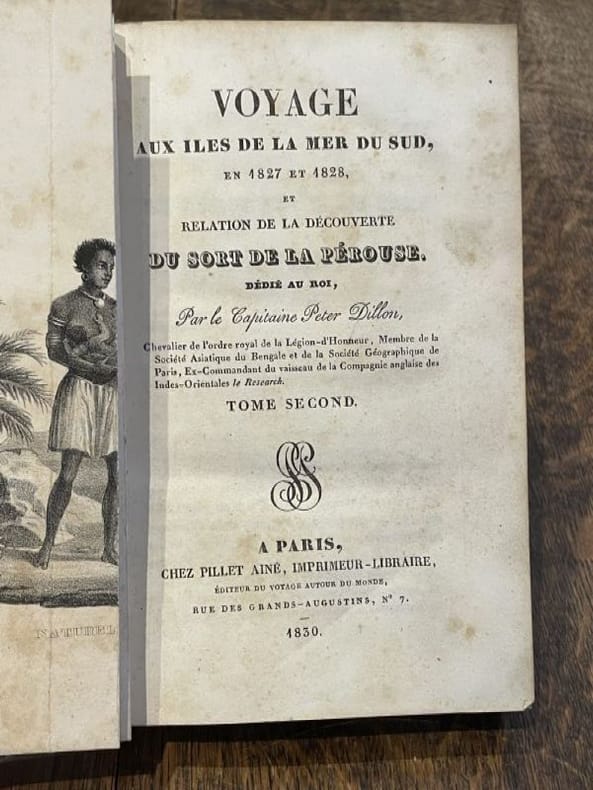 VOYAGE
AUX ILES DE LA MER DU SUD,
EN 1827 ET 1828,
ET
RELATION DE LA DÉCOUVERTE
DU SORT DE LA PÉROUSE.
DÉDIÉ AU ROI,
Par le Capitaine Peter Dillon,
Chevalier de l'ordre royal de la Légion-d'Honneur, Membre de la
Société Asiatique du Bengale et de la Société Géographique de
Paris, Ex-Commandant du vaisseau de la Compagnie anglaise des
Indes-Orientales le Research.
TOME SECOND.
A PARIS,
CHEZ PILLET AINÉ, IMPRIMEUR-LIBRAIRE,
ÉDITEUR DU VOYAGE AUTOUR DU MONDE,
RUE DES GRANDS-AUGUSTINS, N° 7.
1830.
NATUREL